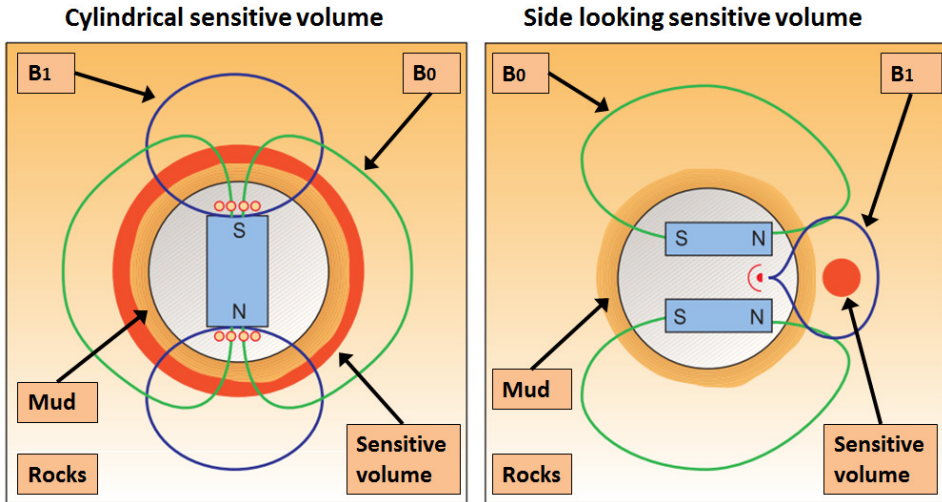 Cylindrical sensitive volume
B1
B0
S
N
Mud
Rocks
Sensitive
volume
Side looking sensitive volume
B0
B1
S N
S N
Mud
Rocks
Sensitive
volume